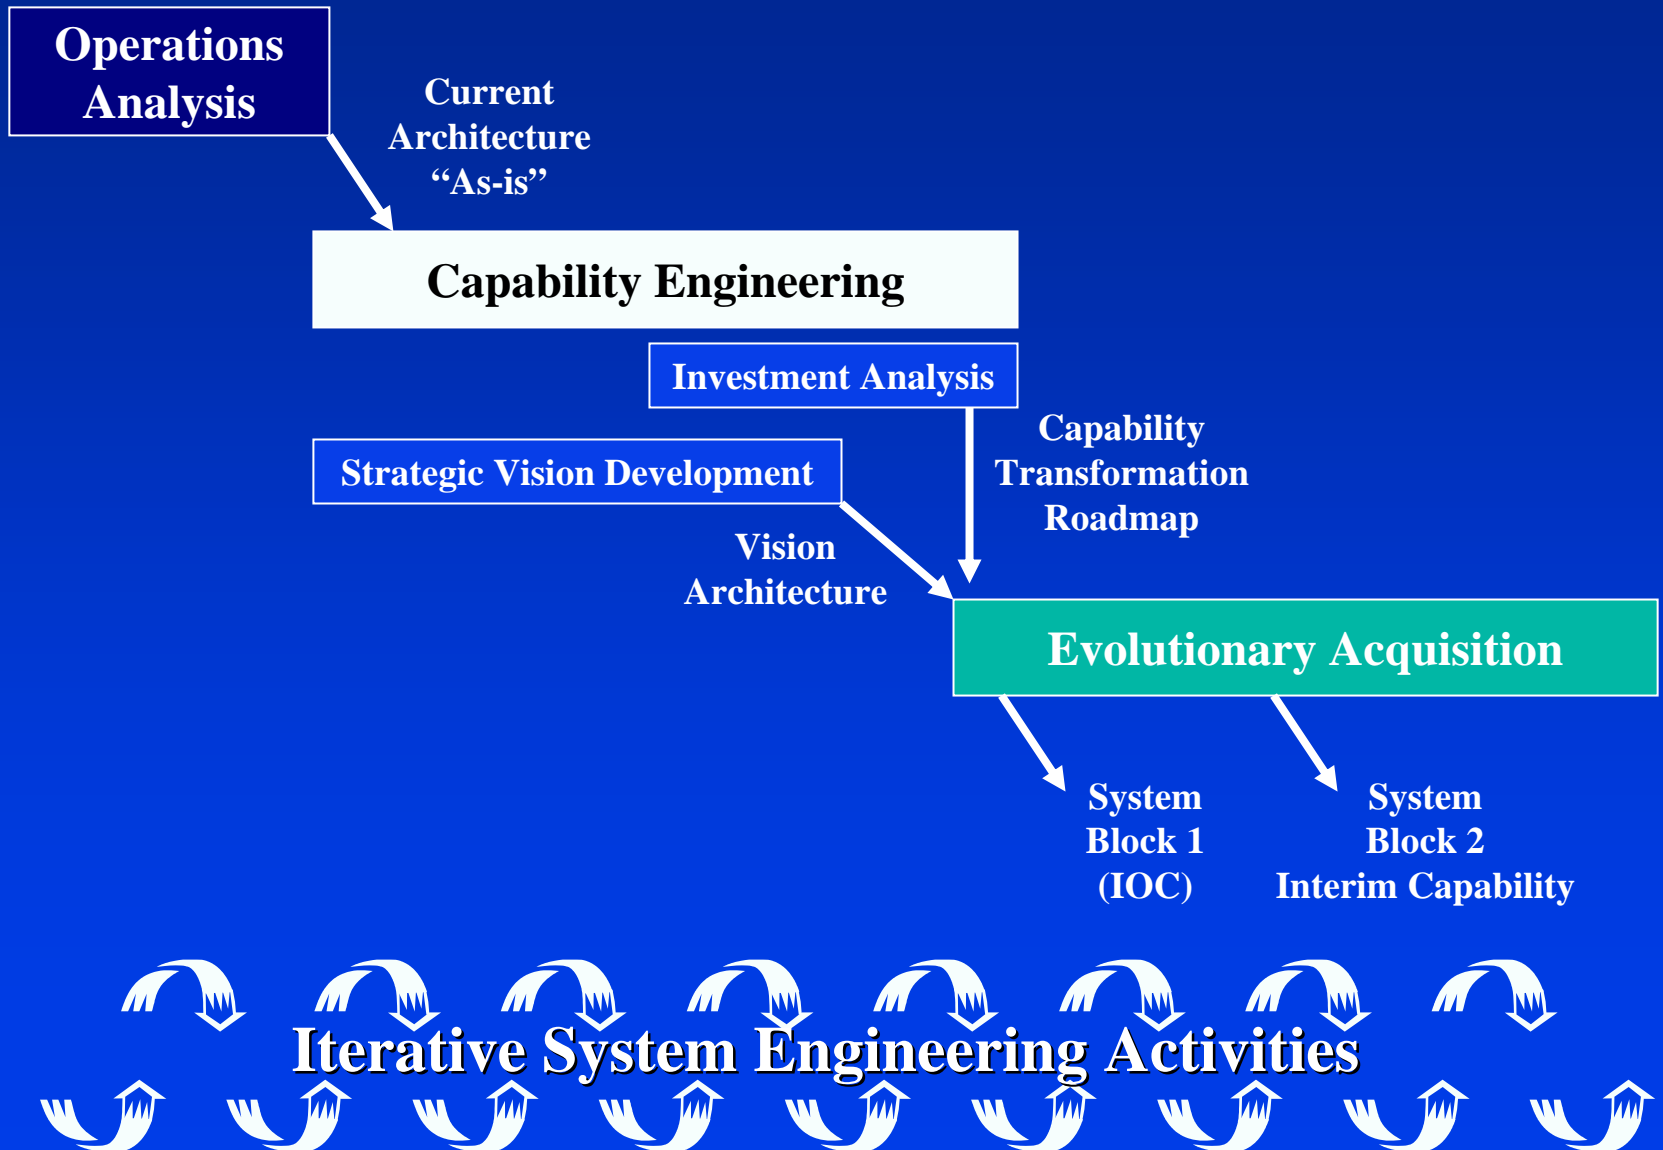 Operations
Analysis
Current
Architecture
“As-is”
Capability Engineering
Investment Analysis
Capability
Transformation
Roadmap
Strategic Vision Development
Vision
Architecture
Evolutionary Acquisition
System
Block 1
(IOC)
System
Block 2
Interim Capability
Iterative System Engineering Activities